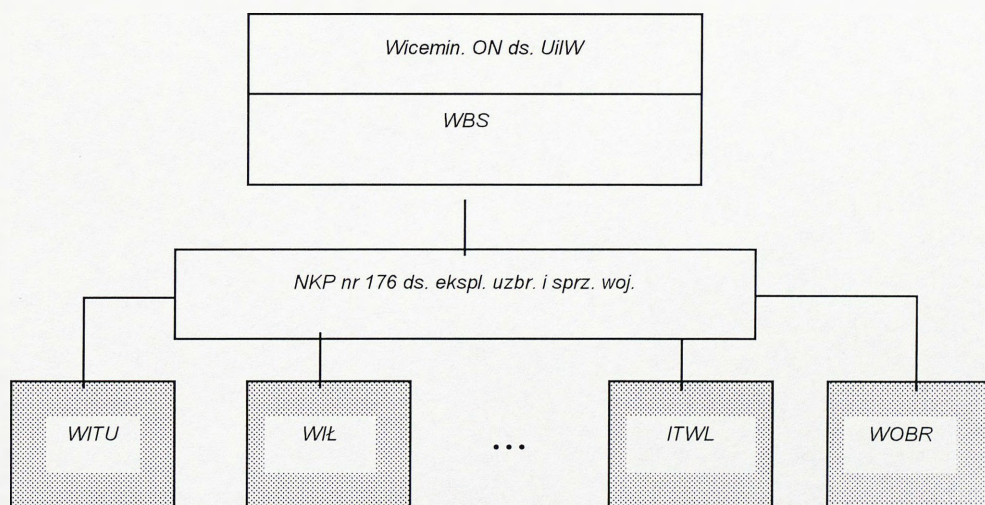 Wicemin. ON ds. UiIW
WBS
NKP nr 176 ds. ekspl. uzbr. i sprz. woj.
WITU
WIŁ
...
ITWL
WOBR